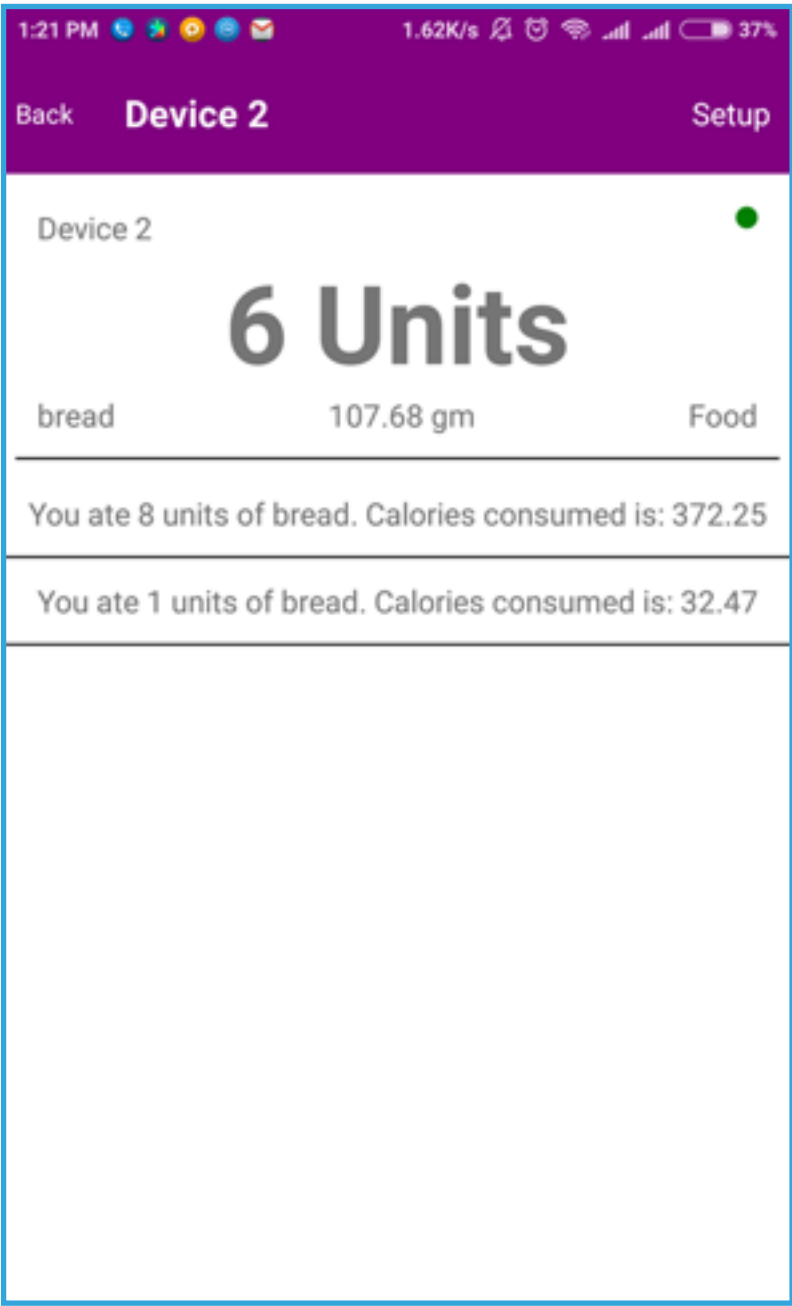 1:21 PM 1.62K/s 37%
Back Device 2 Setup
Device 2
6 Units
bread 107.68 gm Food
You ate 8 units of bread. Calories consumed is: 372.25
You ate 1 units of bread. Calories consumed is: 32.47